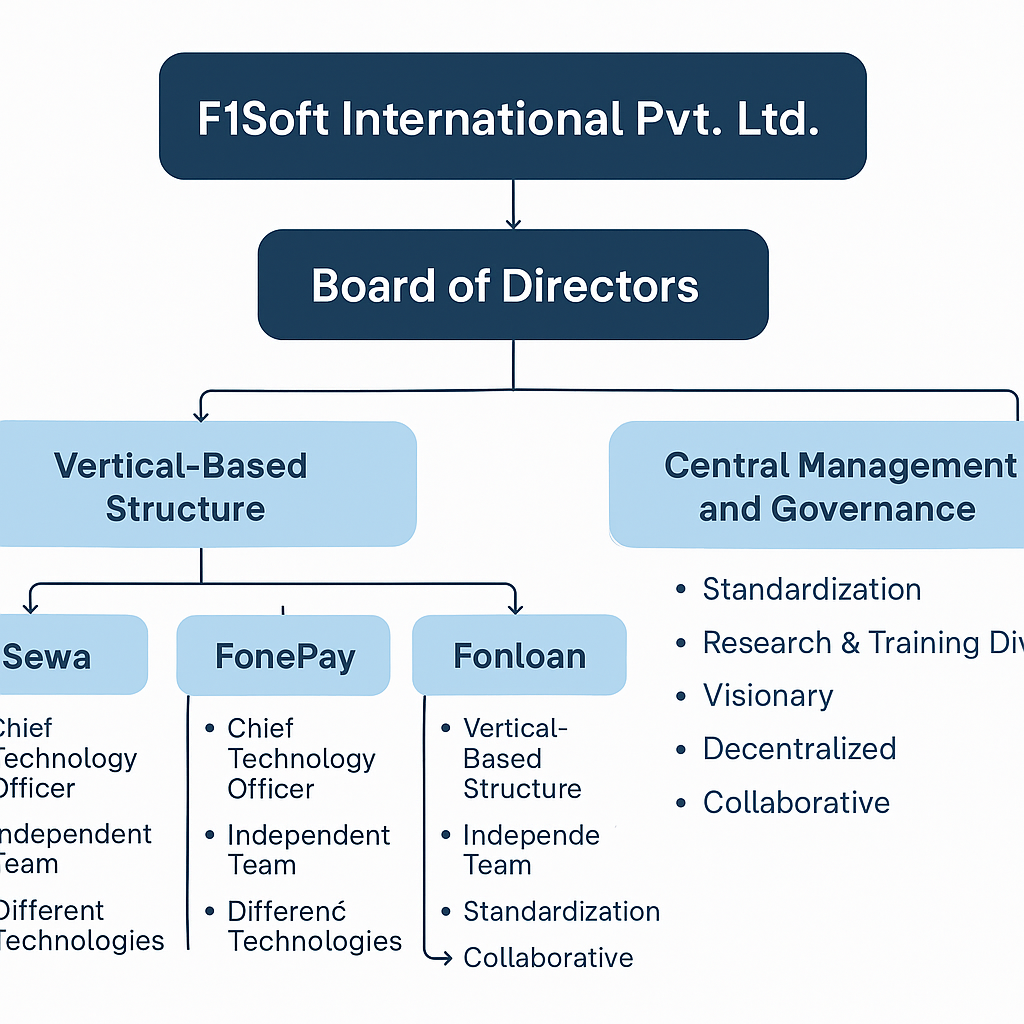 F1Soft International Pvt. Ltd.
Board of Directors
Vertical-Based
Structure
Central Management
and Governance
Sewa
Chief
Technology
Officer
Independent
Team
Different
Technologies
FonePay
• Chief
Technology
Officer
• Independent
Team
• Differenć
Technologies
Fonloan
• Vertical-
Based
Structure
• Independe
Team
• Standardization
Collaborative
• Standardization
• Research & Training Div
• Visionary
• Decentralized
• Collaborative